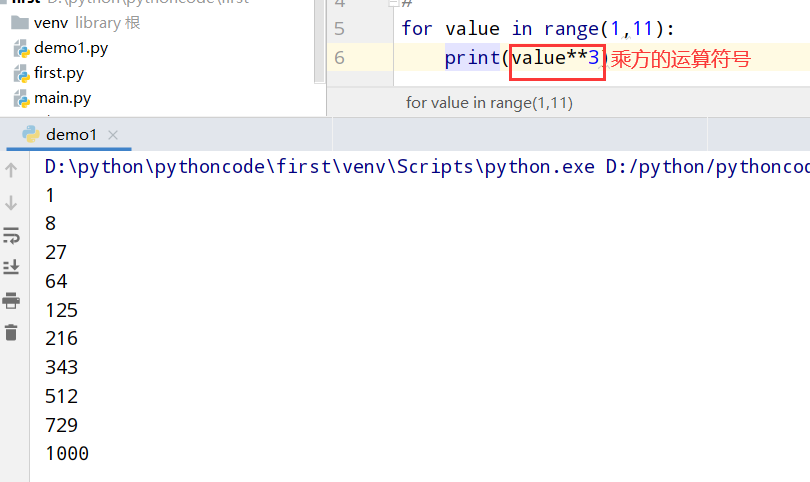 first D:\python\pythoncode\first
venv library 根
demo1.py
first.py
main.py
4 #
5 for value in range(1,11):
6 print(value**3) 乘方的运算符号
for value in range(1,11)
demo1 ×
D:\python\pythoncode\first\venv\Scripts\python.exe D:/python/pythoncod
1
8
27
64
125
216
343
512
729
1000